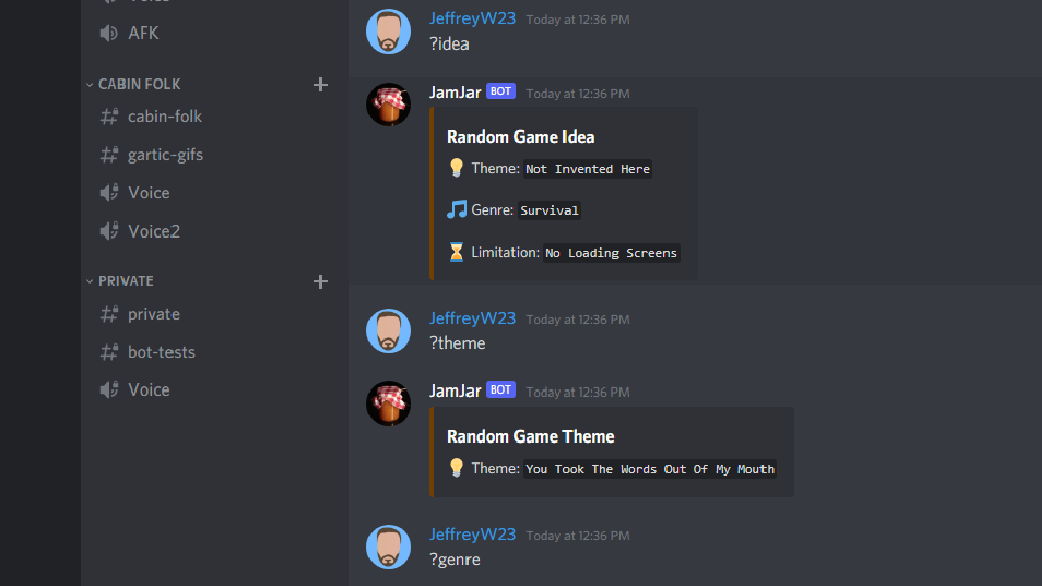 AFK
CABIN FOLK
cabin-folk
gartic-gifs
Voice
Voice2
PRIVATE
private
bot-tests
Voice
JeffreyW23 Today at 12:36 PM
?idea
JamJar BOT Today at 12:36 PM
Random Game Idea
Theme: Not Invented Here
Genre: Survival
Limitation: No Loading Screens
JeffreyW23 Today at 12:36 PM
?theme
JamJar BOT Today at 12:36 PM
Random Game Theme
Theme: You Took The Words Out Of My Mouth
JeffreyW23 Today at 12:36 PM
?genre